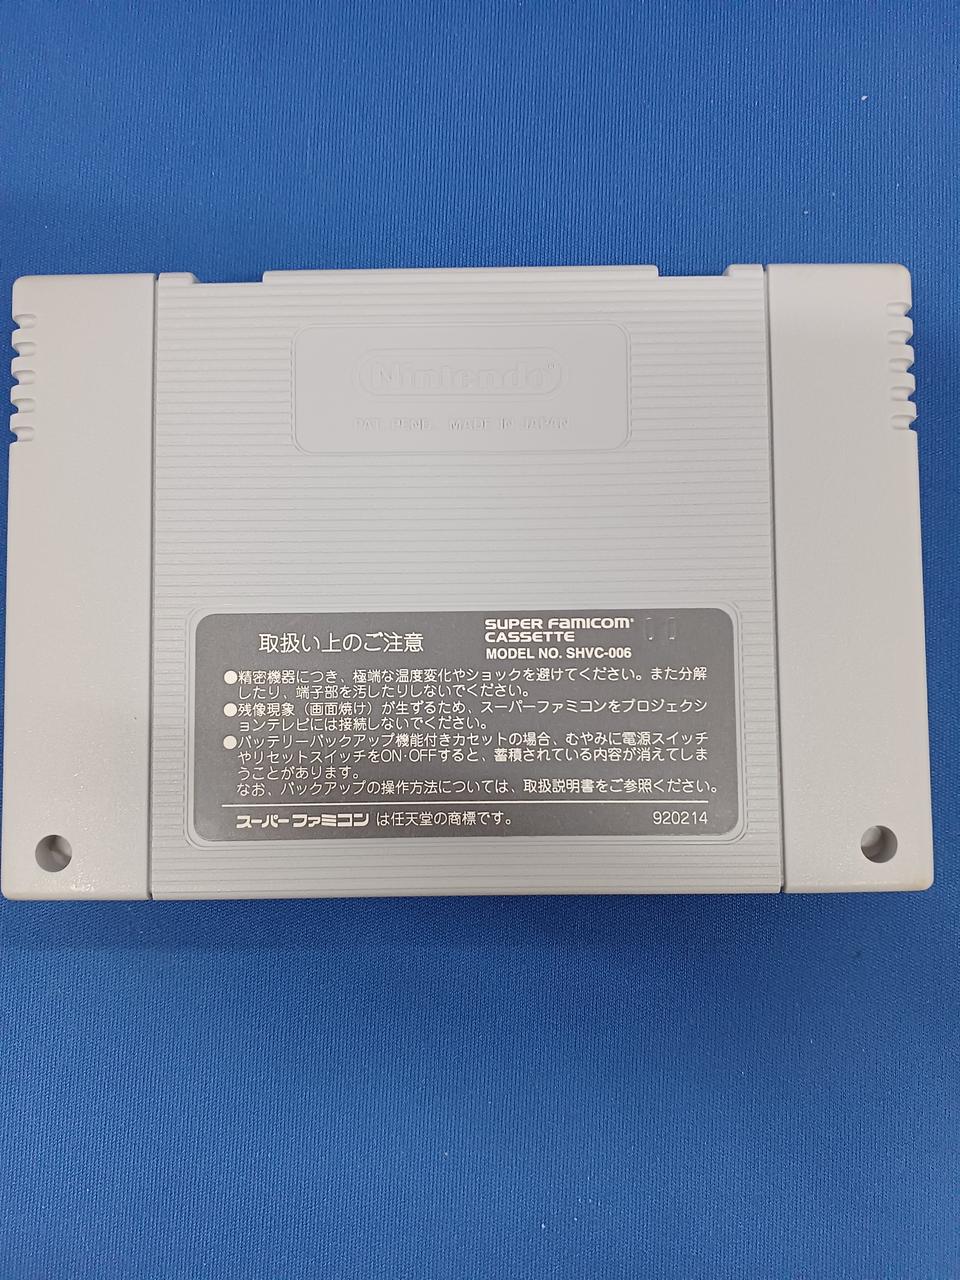 Nintendo
PAT. PEND. MADE IN JAPAN
取扱い上のご注意
SUPER FAMICOM
CASSETTE
MODEL NO. SHVC-006
●精密機器につき、極端な温度変化やショックを避けてください。また分解
したり、端子部を汚したりしないでください。
●残像現象（画面焼け）が生ずるため、スーパーファミコンをプロジェクシ
ョンテレビには接続しないでください。
●バッテリーバックアップ機能付きカセットの場合、むやみに電源スイッチ
やリセットスイッチをON·OFFすると、蓄積されている内容が消えてしま
うことがあります。
なお、バックアップの操作方法については、取扱説明書をご参照ください。
スーパーファミコン は任天堂の商標です。
920214